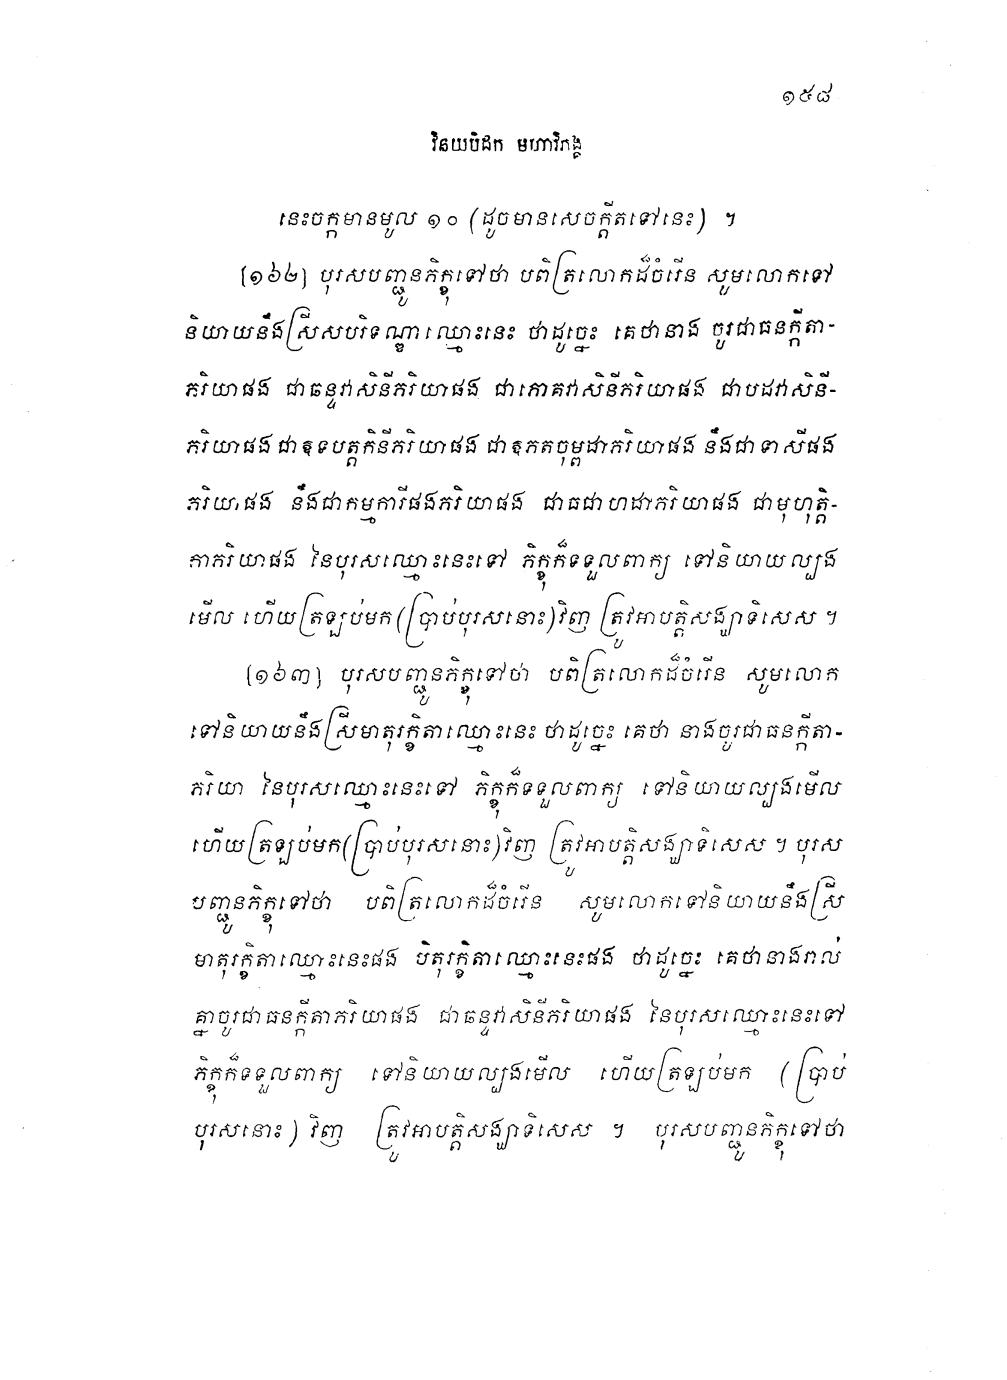 ១៥៨
វិនយបិដក មហាវិភង្គ
នេះចក្កមានមូល ១០ (ដូចមានសេចក្តីតទៅនេះ) ។
[១៦២] បុរសបញ្ជូនភិក្ខុទៅថា បពិត្រលោកដ៏ចំរើន សូមលោកទៅ
និយាយនឹងស្រីសបរិទណ្ឌាឈ្មោះនេះ ថាដូច្នេះ គេថានាង ចូរជាធនក្កីតា-
ភរិយាផង ជាឆន្ទវាសិនីភរិយាផង ជាភោគវាសិនីភរិយាផង ជាបដវាសិនី-
ភរិយាផង ជាឧទបត្តកិនីភរិយាផង ជាឱភតចុម្ពដាភរិយាផង នឹងជាទាសីផង
ភរិយាផង នឹងជាកម្មការីផងភរិយាផង ជាធជាហដាភរិយាផង ជាមុហុត្តិ-
កាភរិយាផង នៃបុរសឈ្មោះនេះទៅ ភិក្ខុក៏ទទួលពាក្យ ទៅនិយាយល្បង
មើល ហើយត្រឡប់មក(ប្រាប់បុរសនោះ)វិញ ត្រូវអាបត្តិសង្ឃាទិសេស ។
[១៦៣] បុរសបញ្ជូនភិក្ខុទៅថា បពិត្រលោកដ៏ចំរើន សូមលោក
ទៅនិយាយនឹងស្រីមាតុរក្ខិតាឈ្មោះនេះ ថាដូច្នេះ គេថា នាងចូរជាធនក្កីតា-
ភរិយា នៃបុរសឈ្មោះនេះទៅ ភិក្ខុក៏ទទួលពាក្យ ទៅនិយាយល្បងមើល
ហើយត្រឡប់មក(ប្រាប់បុរសនោះ)វិញ ត្រូវអាបត្តិសង្ឃាទិសេស ។ បុរស
បញ្ជូនភិក្ខុទៅថា បពិត្រលោកដ៏ចំរើន សូមលោកទៅនិយាយនឹងស្រី
មាតុរក្ខិតាឈ្មោះនេះផង បិតុរក្ខិតាឈ្មោះនេះផង ថាដូច្នេះ គេថានាងរាល់
គ្នាចូរជាធនក្កីតាភរិយាផង ជាឆន្ទវាសិនីភរិយាផង នៃបុរសឈ្មោះនេះទៅ
ភិក្ខុក៏ទទួលពាក្យ ទៅនិយាយល្បងមើល ហើយត្រឡប់មក (ប្រាប់
បុរសនោះ) វិញ ត្រូវអាបត្តិសង្ឃាទិសេស ។ បុរសបញ្ជូនភិក្ខុទៅថា